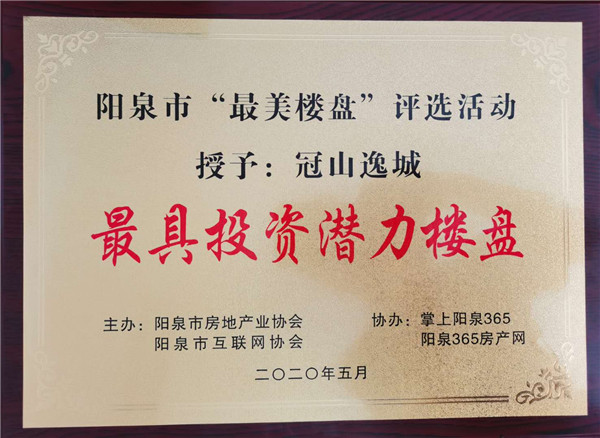 阳泉市“最美楼盘”评选活动
授予：冠山逸城
最具投资潜力楼盘
主办：阳泉市房地产业协会
阳泉市互联网协会
协办：掌上阳泉365
阳泉365房产网
二〇二〇年五月